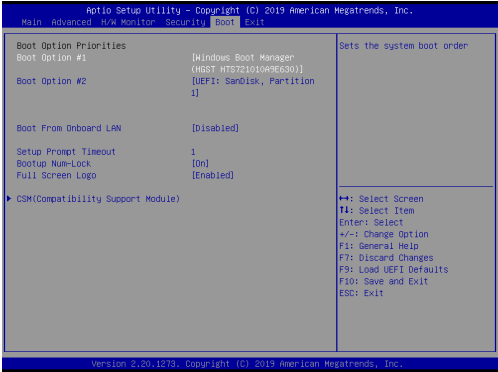 Aptio Setup Utility – Copyright (C) 2019 American Megatrends, Inc.
Main Advanced H/W Monitor Security Boot Exit
Boot Option Priorities
Boot Option #1 [Windows Boot Manager
(HGST HTS721010A9E630)]
Boot Option #2 [UEFI: SanDisk, Partition
1]
Boot From Onboard LAN [Disabled]
Setup Prompt Timeout 1
Bootup Num-Lock [On]
Full Screen Logo [Enabled]
CSM(Compatibility Support Module)
Sets the system boot order
↔: Select Screen
↑↓: Select Item
Enter: Select
+/-: Change Option
F1: General Help
F7: Discard Changes
F9: Load UEFI Defaults
F10: Save and Exit
ESC: Exit
Version 2.20.1273. Copyright (C) 2019 American Megatrends, Inc.